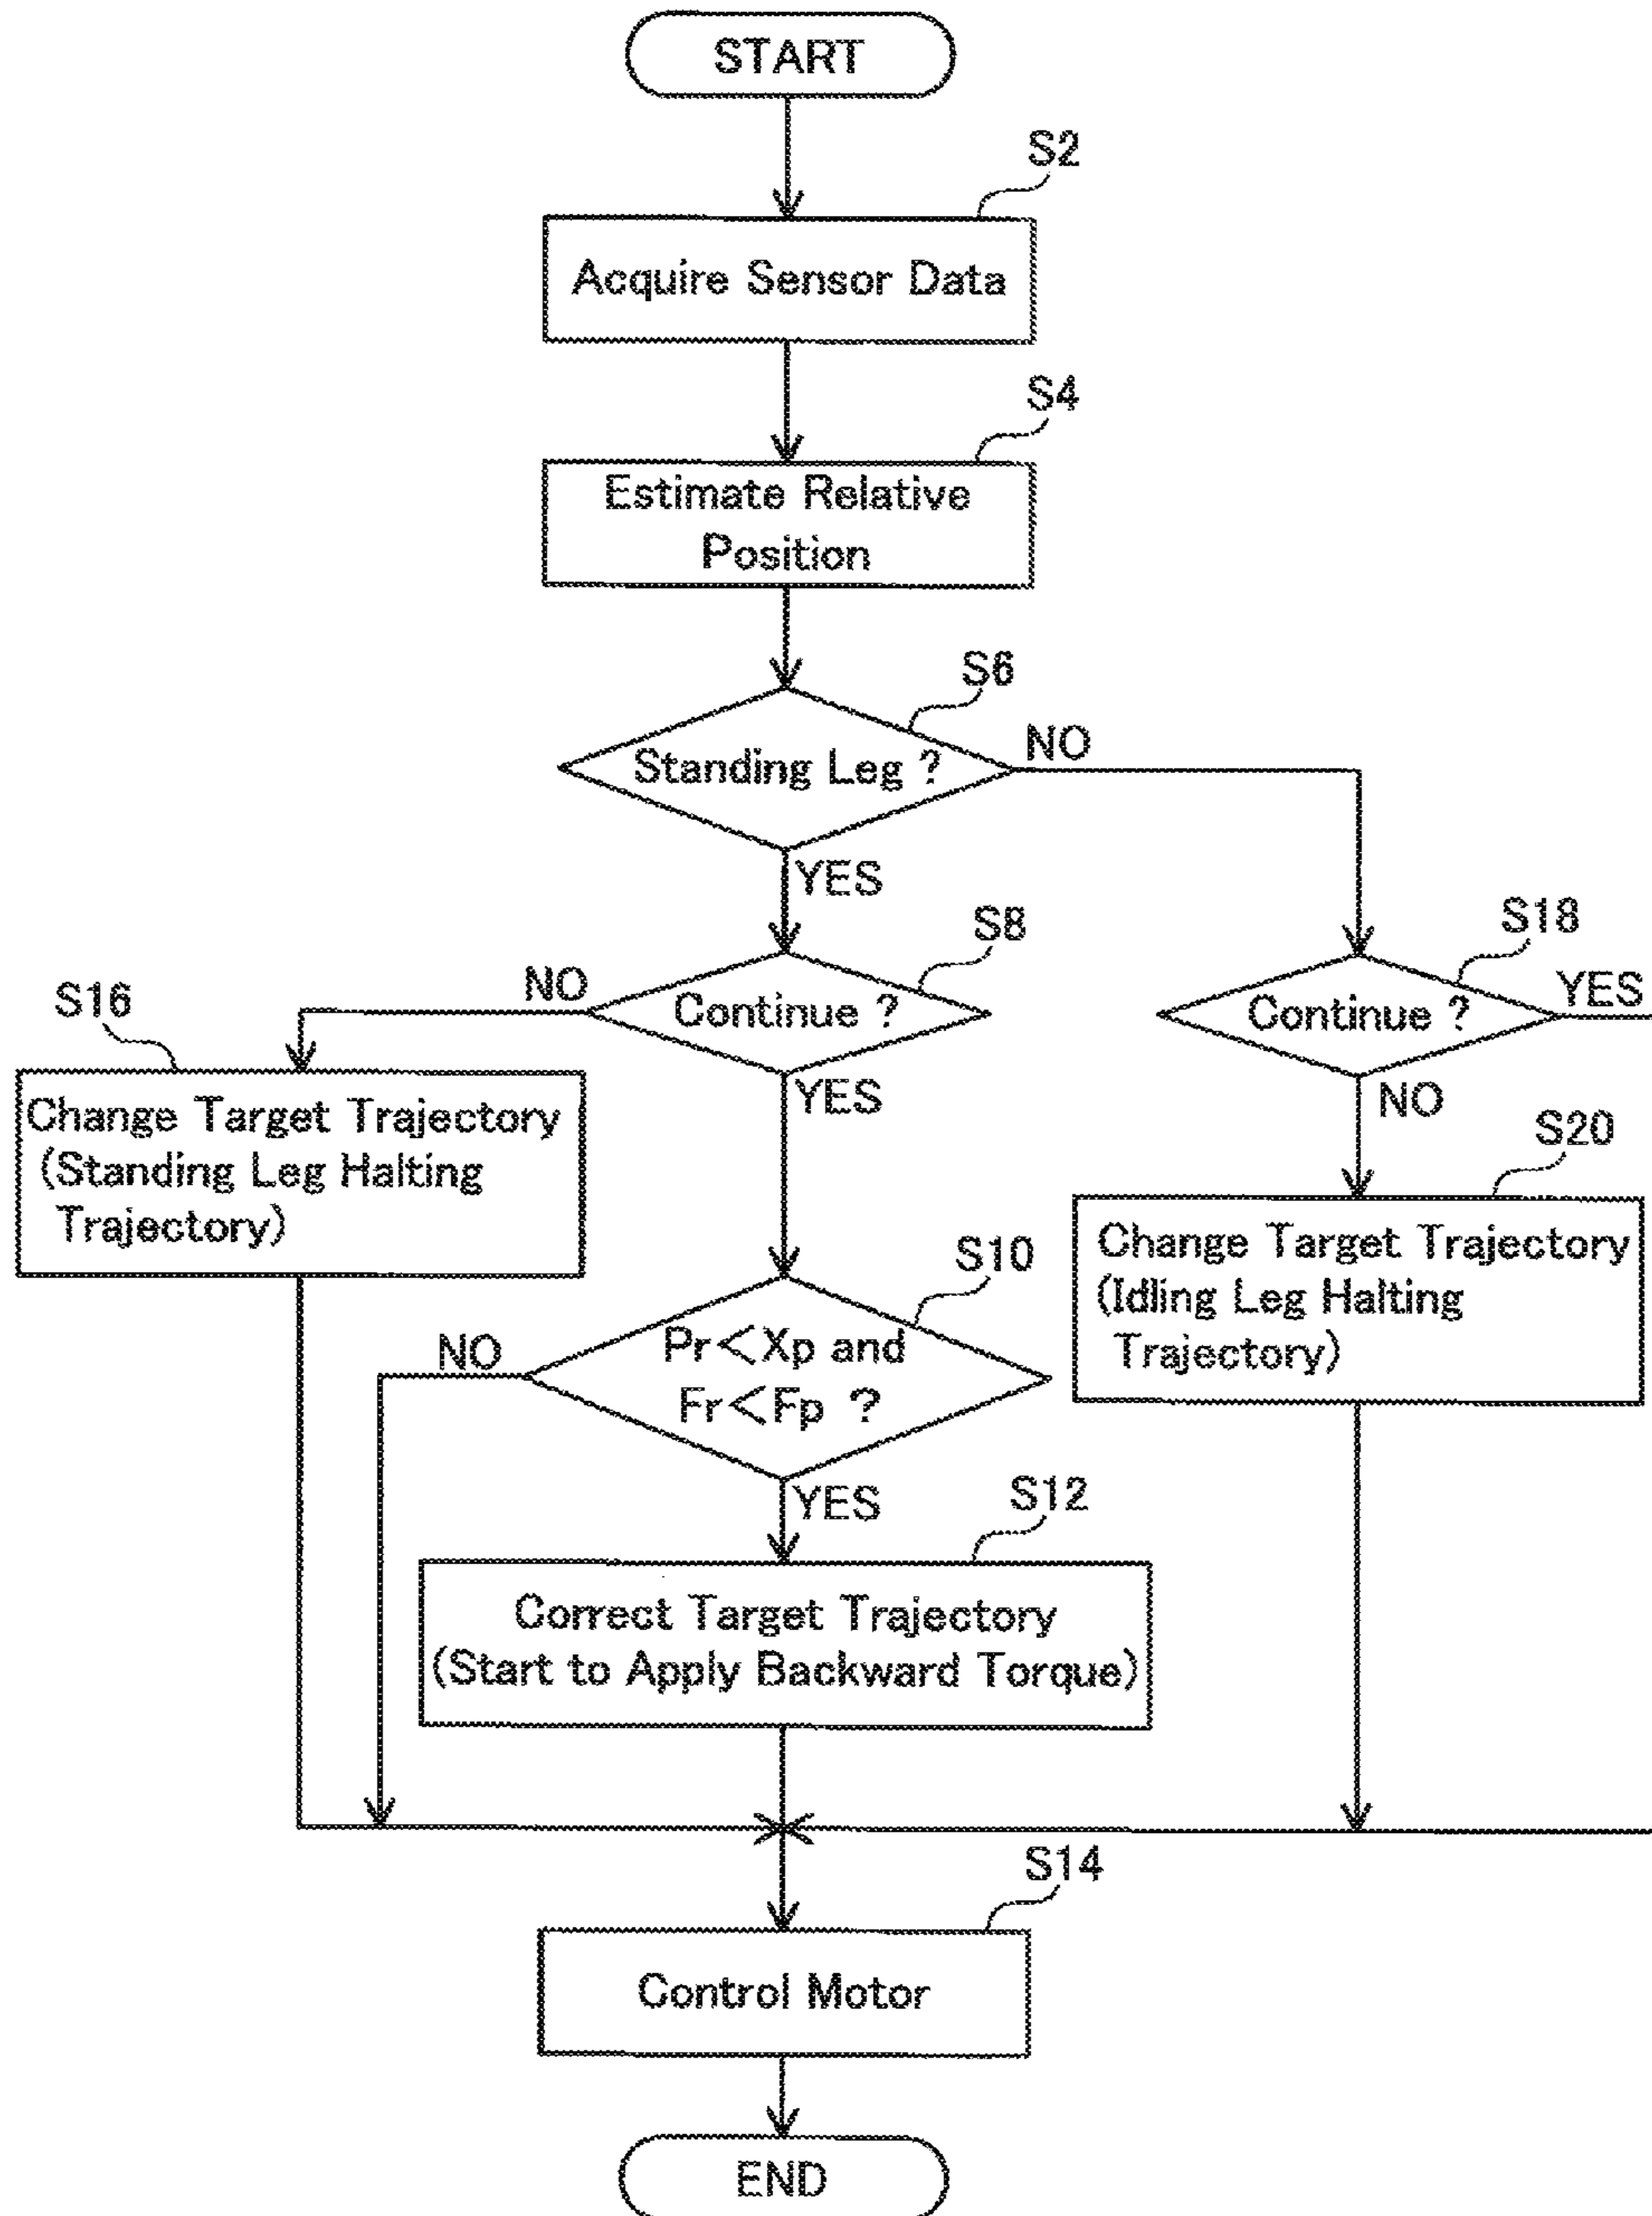 START
S2
Acquire Sensor Data
S4
Estimate Relative
Position
S6
Standing Leg ?
NO
YES
S8
Continue ?
NO
YES
S18
Continue ?
YES
NO
S16
Change Target Trajectory
(Standing Leg Halting
Trajectory)
S20
Change Target Trajectory
(Idling Leg Halting
Trajectory)
S10
Pr<Xp and
Fr<Fp ?
NO
YES
S12
Correct Target Trajectory
(Start to Apply Backward Torque)
S14
Control Motor
END